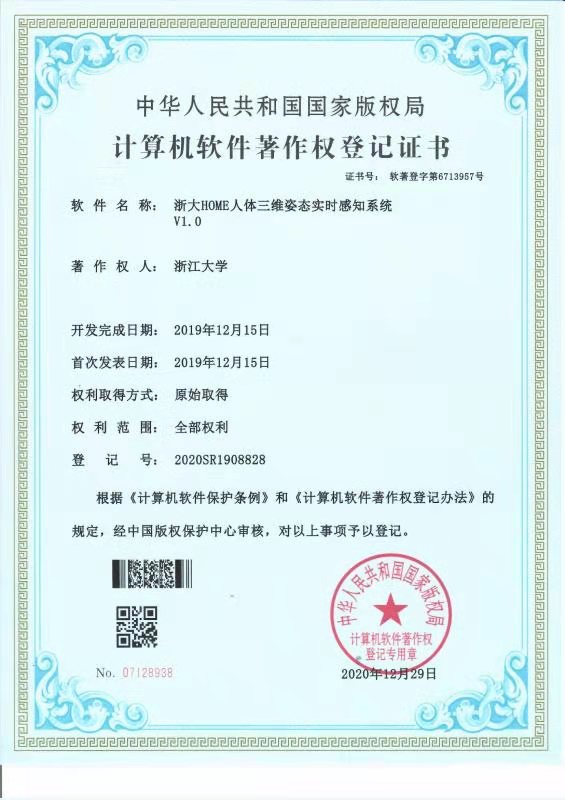 中华人民共和国国家版权局
计算机软件著作权登记证书
证书号: 软著登字第6713957号
软件名称: 浙大HOME人体三维姿态实时感知系统
V1.0
著作权人: 浙江大学
开发完成日期: 2019年12月15日
首次发表日期: 2019年12月15日
权利取得方式: 原始取得
权利范围: 全部权利
登记号: 2020SR1908828
根据《计算机软件保护条例》和《计算机软件著作权登记办法》的
规定，经中国版权保护中心审核，对以上事项予以登记。
中华人民共和国国家版权局
计算机软件著作权
登记专用章
No. 07128938
2020年12月29日